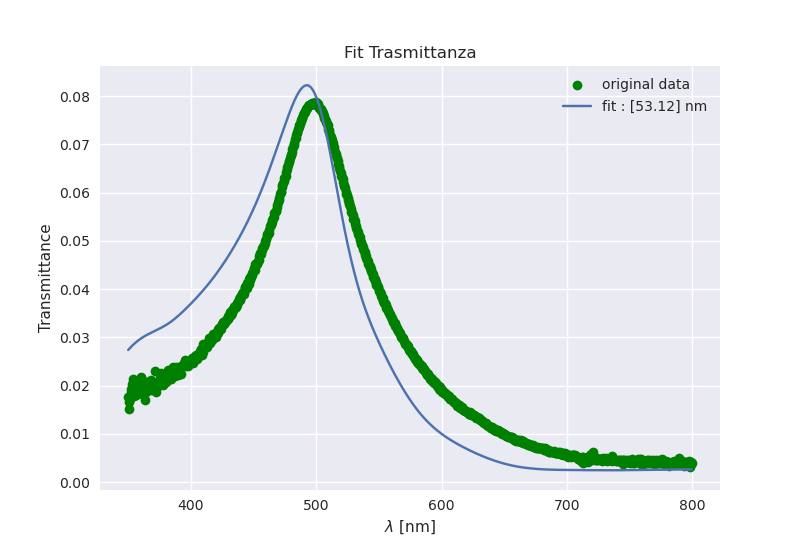 Fit Trasmittanza
original data
fit : [53.12] nm
0.08
0.07
0.06
0.05
0.04
0.03
0.02
0.01
0.00
Transmittance
400
500
600
700
800
λ [nm]